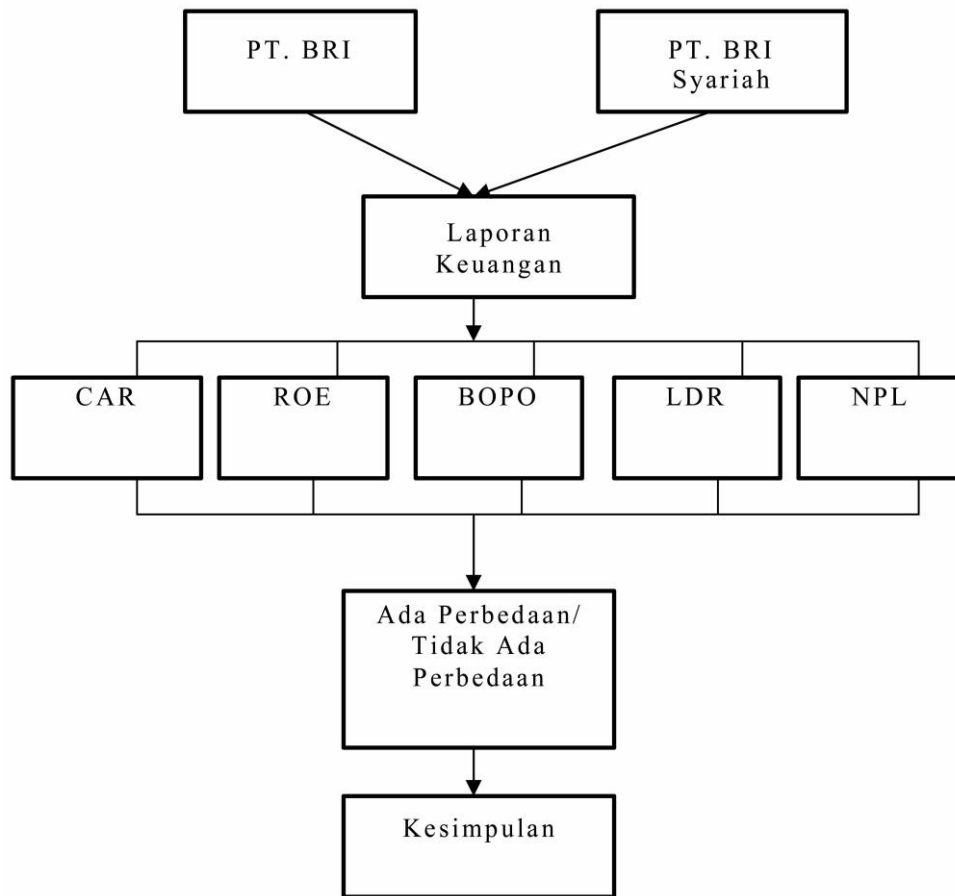 PT. BRI
PT. BRI
Syariah
Laporan
Keuangan
CAR
ROE
BOPO
LDR
NPL
Ada Perbedaan/
Tidak Ada
Perbedaan
Kesimpulan